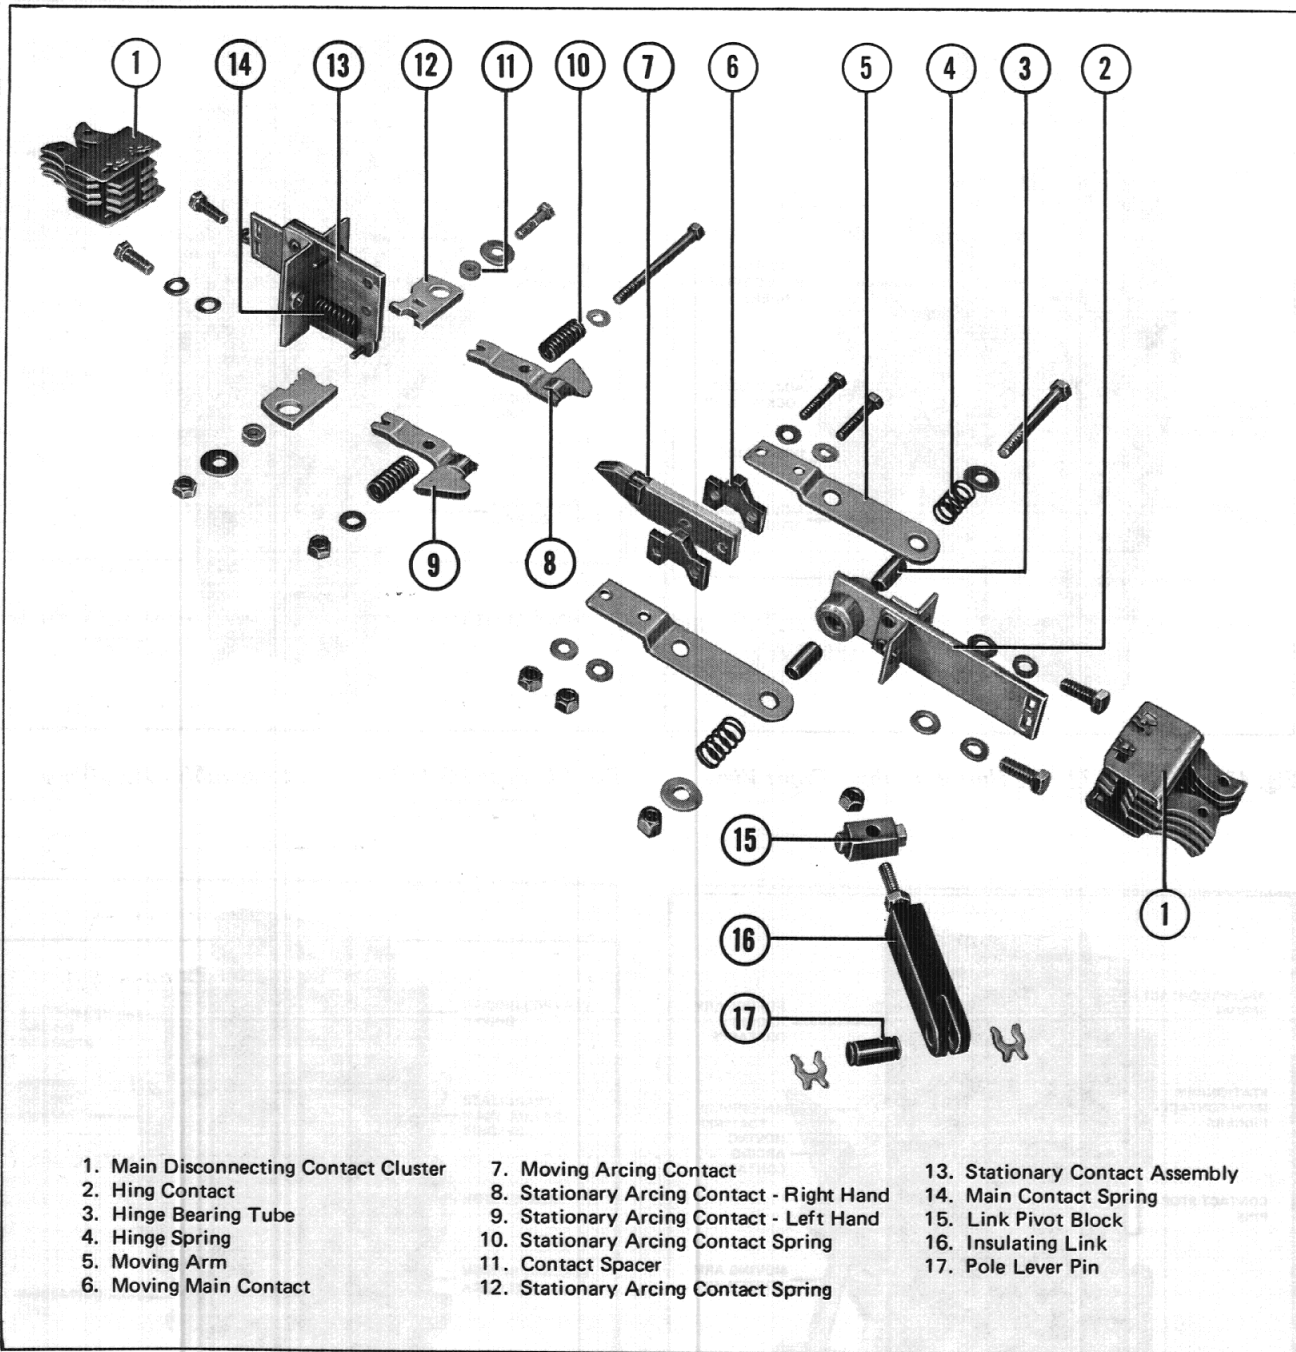 1
14
13
12
11
10
7
6
5
4
3
2
9
8
15
1
16
17
1. Main Disconnecting Contact Cluster
2. Hing Contact
3. Hinge Bearing Tube
4. Hinge Spring
5. Moving Arm
6. Moving Main Contact
7. Moving Arcing Contact
8. Stationary Arcing Contact - Right Hand
9. Stationary Arcing Contact - Left Hand
10. Stationary Arcing Contact Spring
11. Contact Spacer
12. Stationary Arcing Contact Spring
13. Stationary Contact Assembly
14. Main Contact Spring
15. Link Pivot Block
16. Insulating Link
17. Pole Lever Pin